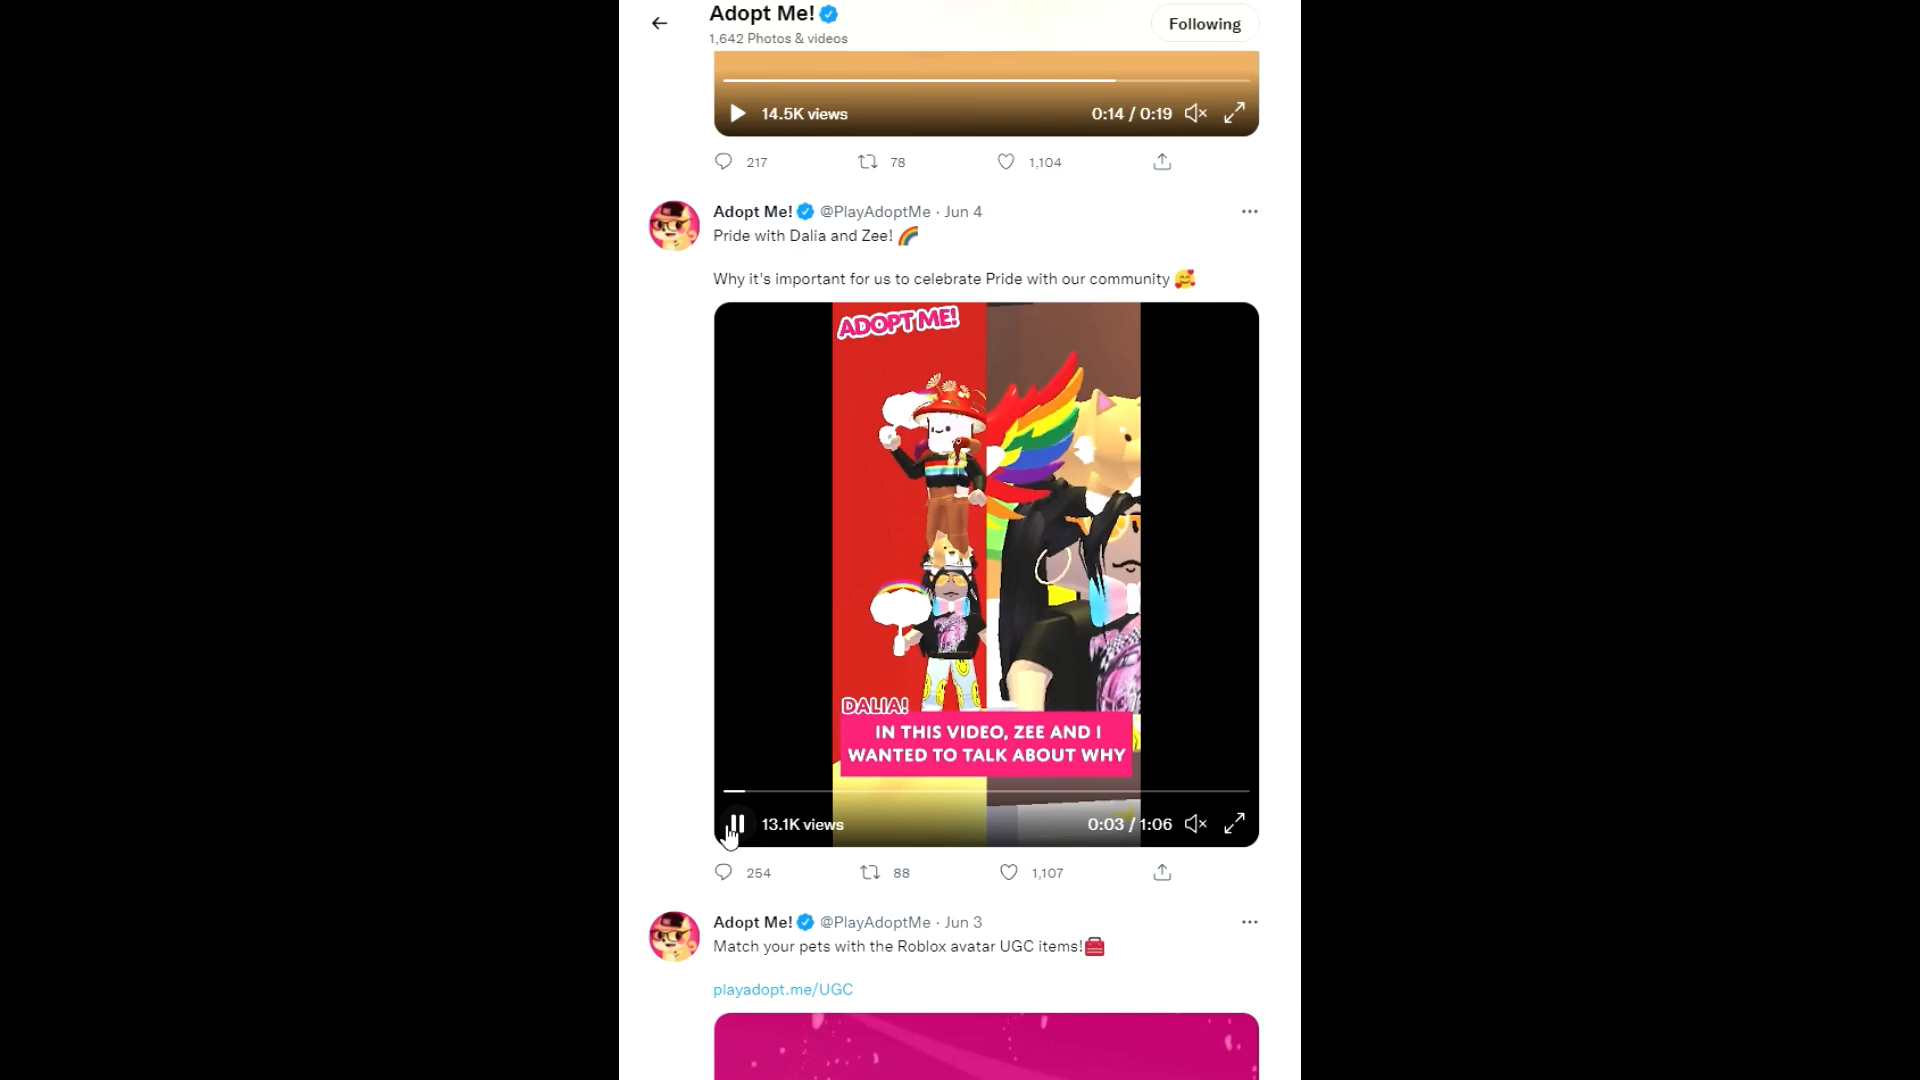 Adopt Me!
1,642 Photos & videos
Following
14.5K views
0:14 / 0:19
217
78
1,104
Adopt Me! @PlayAdoptMe · Jun 4
Pride with Dalia and Zee! 🌈
Why it's important for us to celebrate Pride with our community 🥰
ADOPT ME!
DALIA!
IN THIS VIDEO, ZEE AND I
WANTED TO TALK ABOUT WHY
13.1K views
0:03 / 1:06
254
88
1,107
Adopt Me! @PlayAdoptMe · Jun 3
Match your pets with the Roblox avatar UGC items!🧰
playadopt.me/UGC